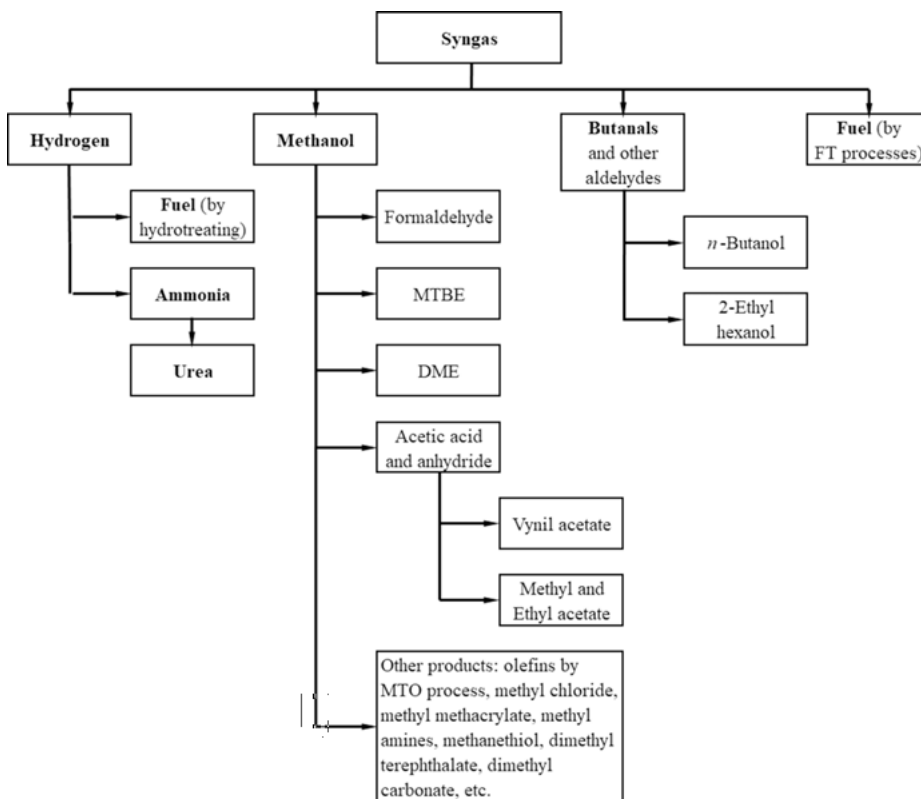 Syngas
Hydrogen
Methanol
Butanals
and other
aldehydes
Fuel (by
FT processes)
Fuel (by
hydrotreating)
Formaldehyde
n-Butanol
Ammonia
MTBE
2-Ethyl
hexanol
Urea
DME
Acetic acid
and anhydride
Vynil acetate
Methyl and
Ethyl acetate
Other products: olefins by
MTO process, methyl chloride,
methyl methacrylate, methyl
amines, methanethiol, dimethyl
terephthalate, dimethyl
carbonate, etc.